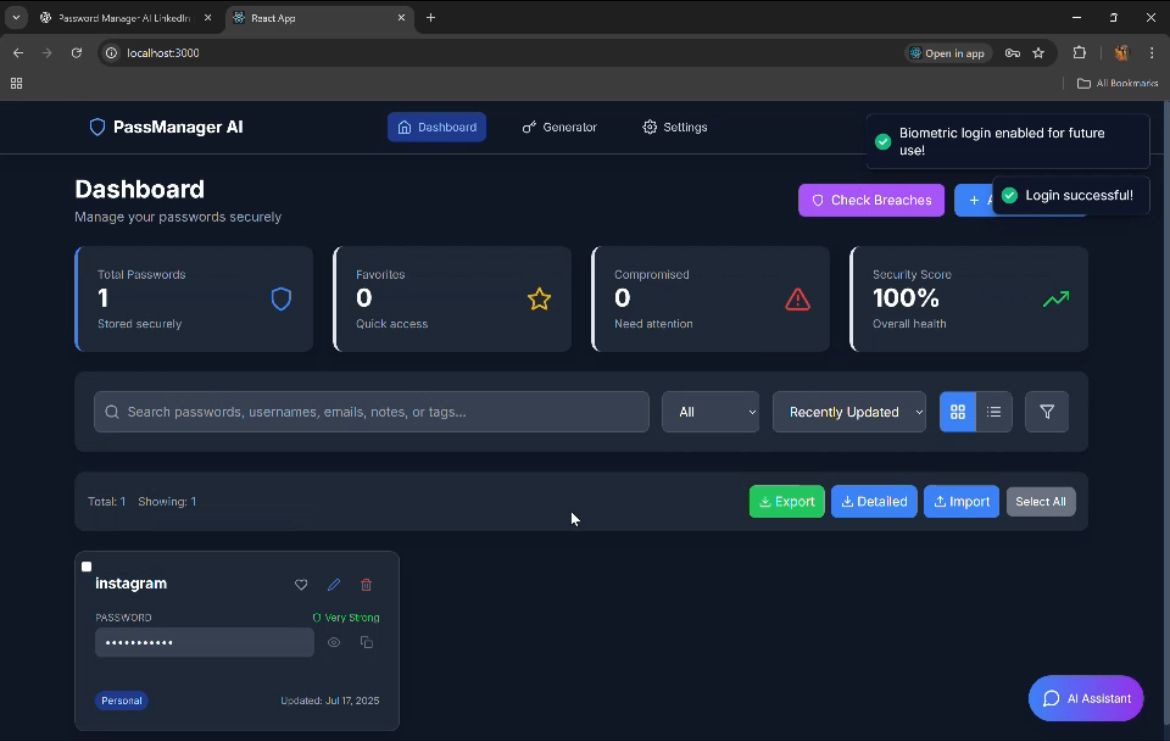 Password Manager AI LinkedIn
React App
localhost:3000
Open in app
All Bookmarks
PassManager AI
Dashboard
Generator
Settings
Biometric login enabled for future
use!
Login successful!
Dashboard
Manage your passwords securely
Check Breaches
+ A
Total Passwords
1
Stored securely
Favorites
0
Quick access
Compromised
0
Need attention
Security Score
100%
Overall health
Search passwords, usernames, emails, notes, or tags...
All
Recently Updated
Total: 1 Showing: 1
Export
Detailed
Import
Select All
instagram
PASSWORD
Very Strong
•••••••••••
Personal
Updated: Jul 17, 2025
AI Assistant